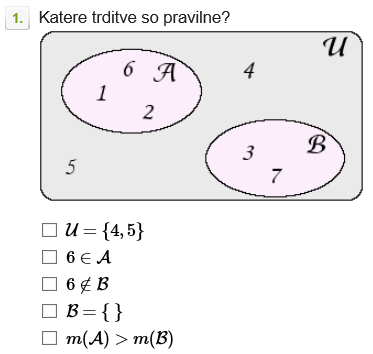 1. Katere trditve so pravilne?
𝒰
6 𝒜 4
1
2
ℬ
3
5 7
𝒰 = {4, 5}
6 ∈ 𝒜
6 ∉ ℬ
ℬ = { }
m(𝒜) > m(ℬ)